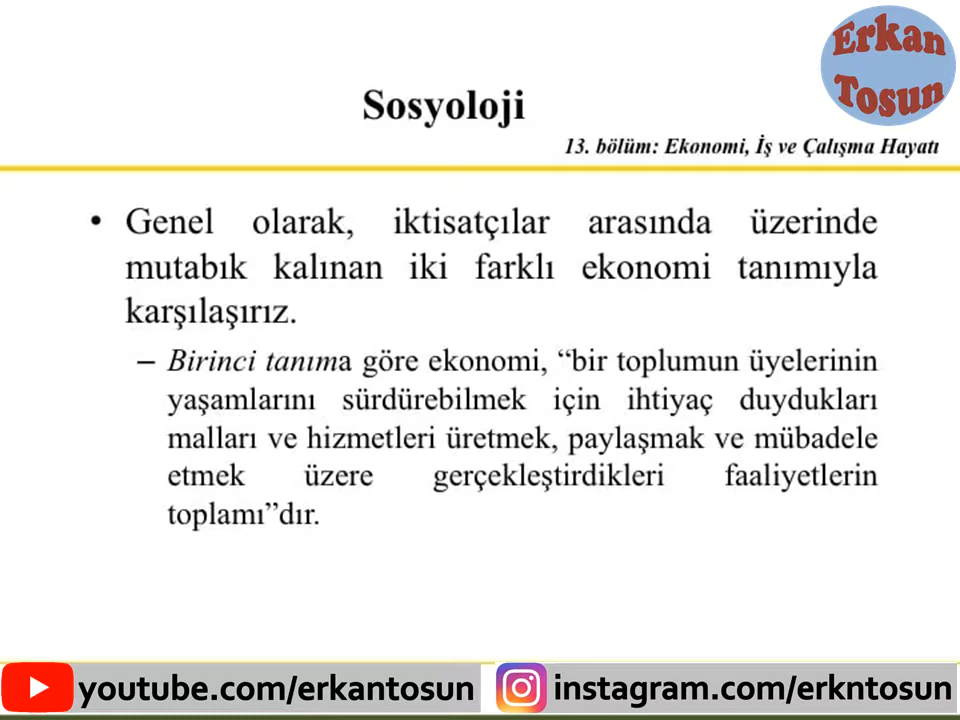 Erkan
Tosun
Sosyoloji
13. bölüm: Ekonomi, İş ve Çalışma Hayatı
• Genel olarak, iktisatçılar arasında üzerinde
mutabık kalınan iki farklı ekonomi tanımıyla
karşılaşırız.
– Birinci tanıma göre ekonomi, “bir toplumun üyelerinin
yaşamlarını sürdürebilmek için ihtiyaç duydukları
malları ve hizmetleri üretmek, paylaşmak ve mübadele
etmek üzere gerçekleştirdikleri faaliyetlerin
toplamı”dır.
youtube.com/erkantosun
instagram.com/erkntosun